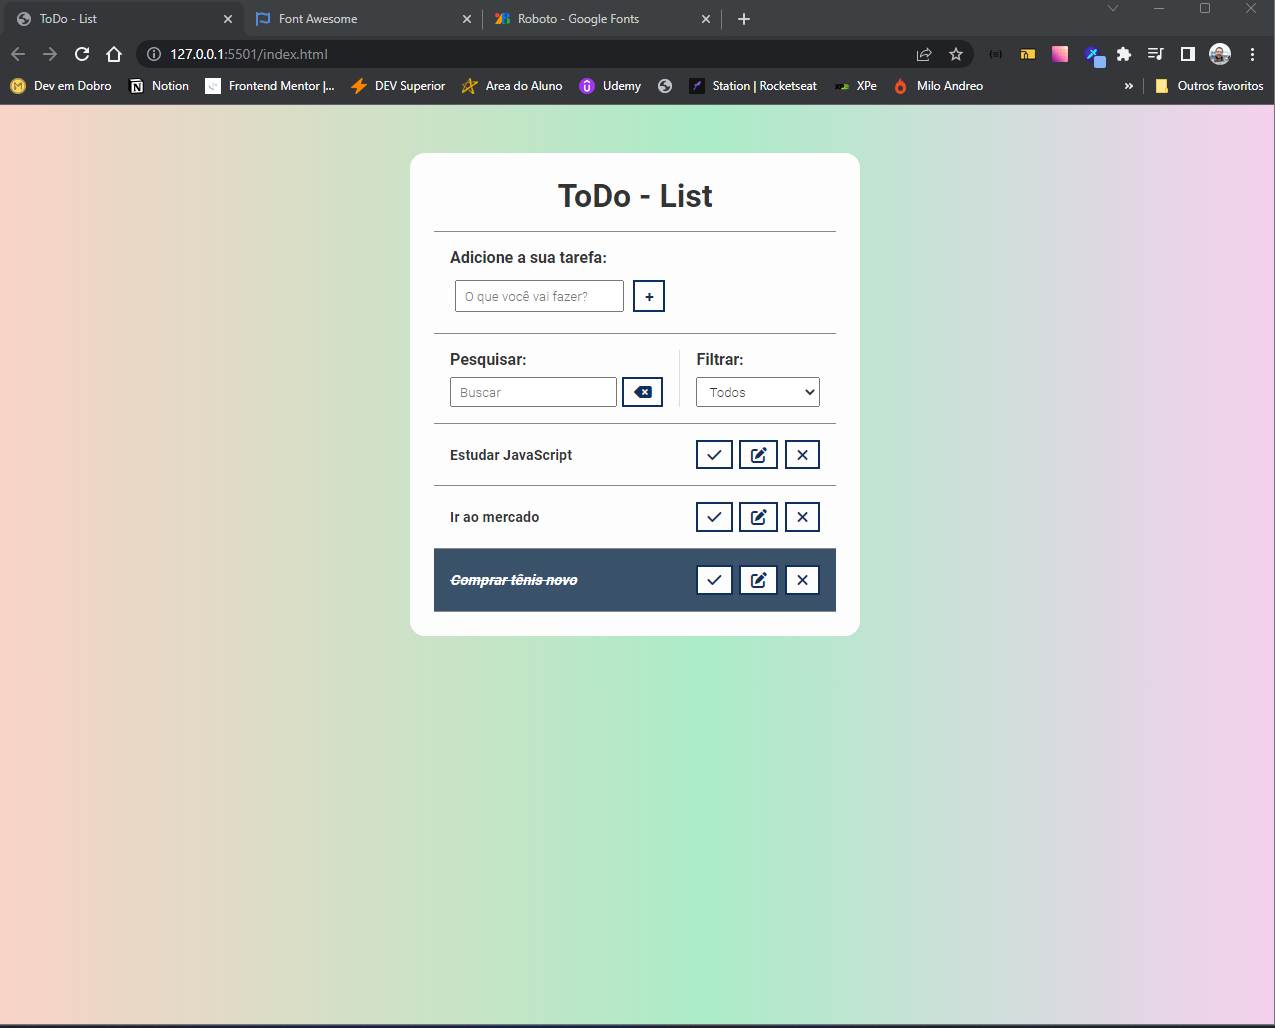 ToDo - List
Font Awesome
Roboto - Google Fonts
127.0.0.1:5501/index.html
Dev em Dobro
Notion
Frontend Mentor |...
DEV Superior
Area do Aluno
Udemy
Station | Rocketseat
XPe
Milo Andreo
»
Outros favoritos
ToDo - List
Adicione a sua tarefa:
O que você vai fazer?
+
Pesquisar:
Filtrar:
Buscar
Todos
Estudar JavaScript
Ir ao mercado
Comprar tênis novo